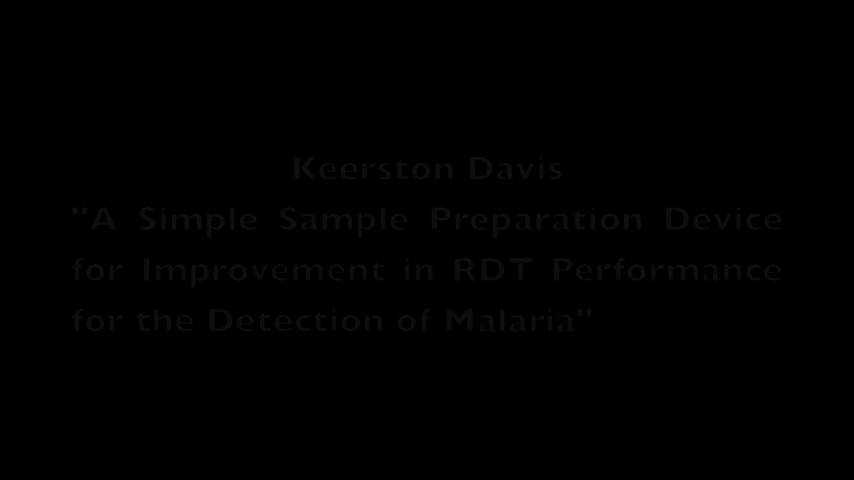 Keerston Davis
"A Simple Sample Preparation Device
for Improvement in RDT Performance
for the Detection of Malaria"